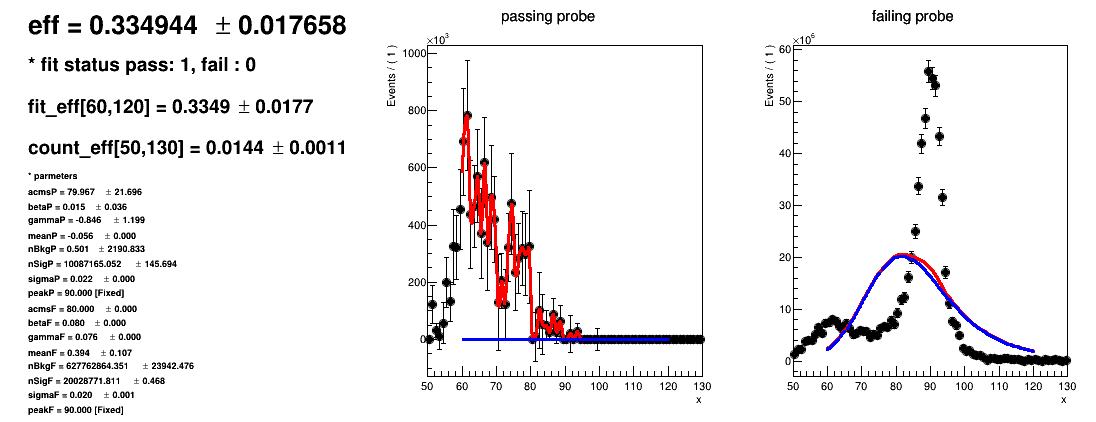 eff = 0.334944 ± 0.017658
* fit status pass: 1, fail : 0
fit_eff[60,120] = 0.3349 ± 0.0177
count_eff[50,130] = 0.0144 ± 0.0011
* parmeters
acmsP = 79.967 ± 21.696
betaP = 0.015 ± 0.036
gammaP = -0.846 ± 1.199
meanP = -0.056 ± 0.000
nBkgP = 0.501 ± 2190.833
nSigP = 10087165.052 ± 145.694
sigmaP = 0.022 ± 0.000
peakP = 90.000 [Fixed]
acmsF = 80.000 ± 0.000
betaF = 0.080 ± 0.000
gammaF = 0.076 ± 0.000
meanF = 0.394 ± 0.107
nBkgF = 627762864.351 ± 23942.476
nSigF = 20028771.811 ± 0.468
sigmaF = 0.020 ± 0.001
peakF = 90.000 [Fixed]
passing probe
×10³
Events / ( 1 )
1000
800
600
400
200
0
50 60 70 80 90 100 110 120 130
x
failing probe
×10⁶
Events / ( 1 )
60
50
40
30
20
10
0
50 60 70 80 90 100 110 120 130
x